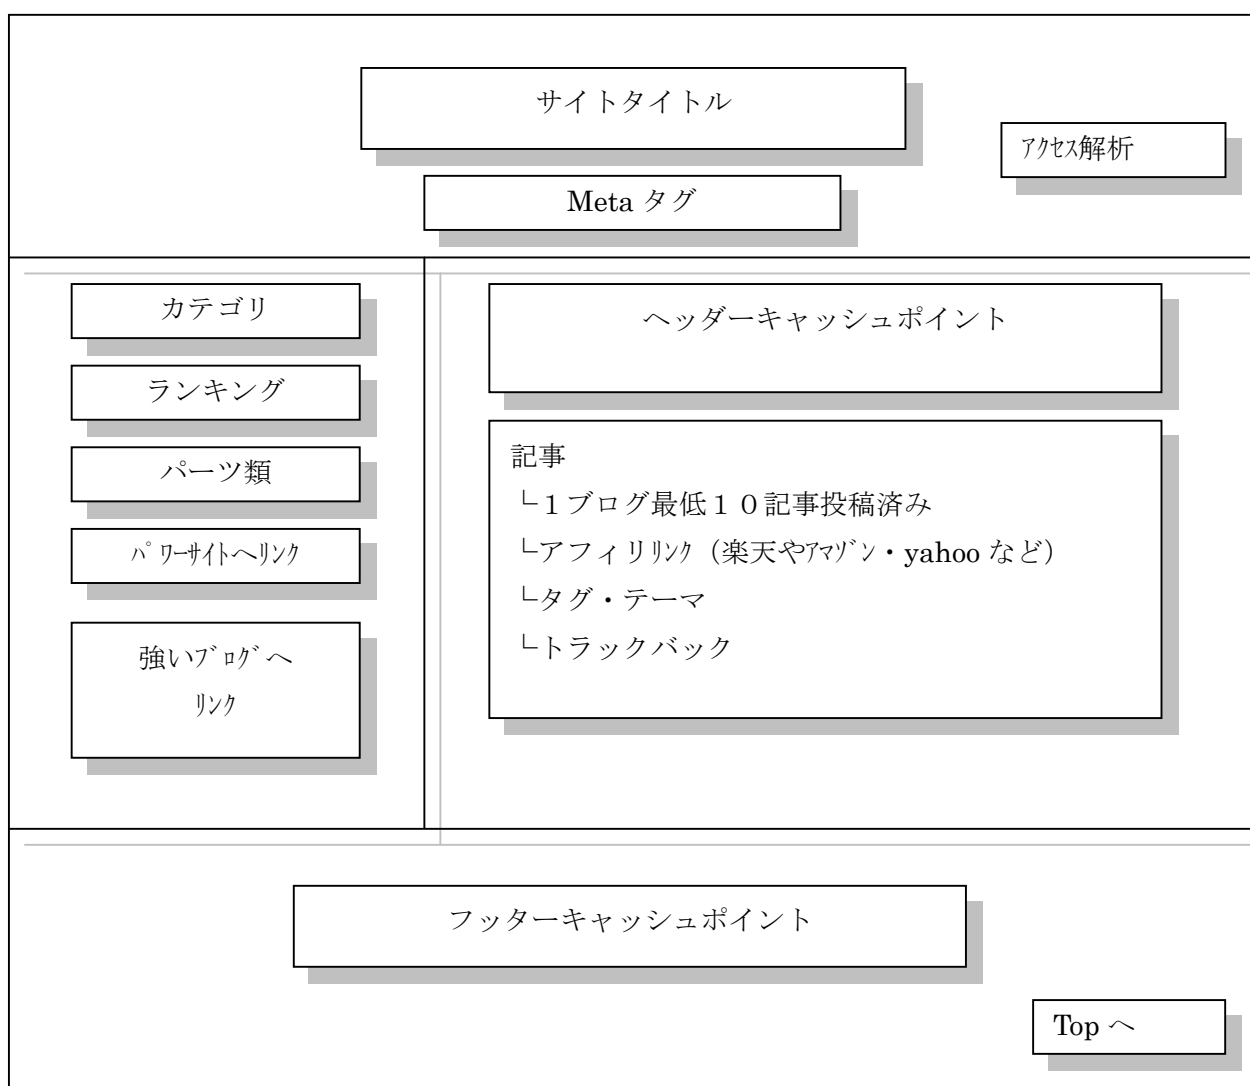 サイトタイトル
ｱｸｾｽ解析
Meta タグ
カテゴリ
ランキング
パーツ類
ﾊﾟﾜｰｻｲﾄへﾘﾝｸ
強いﾌﾞﾛｸﾞへ
ﾘﾝｸ
ヘッダーキャッシュポイント
記事
└１ブログ最低１０記事投稿済み
└アフィリﾘﾝｸ（楽天やｱﾏｿﾞﾝ・yahoo など）
└タグ・テーマ
└トラックバック
フッターキャッシュポイント
Top へ